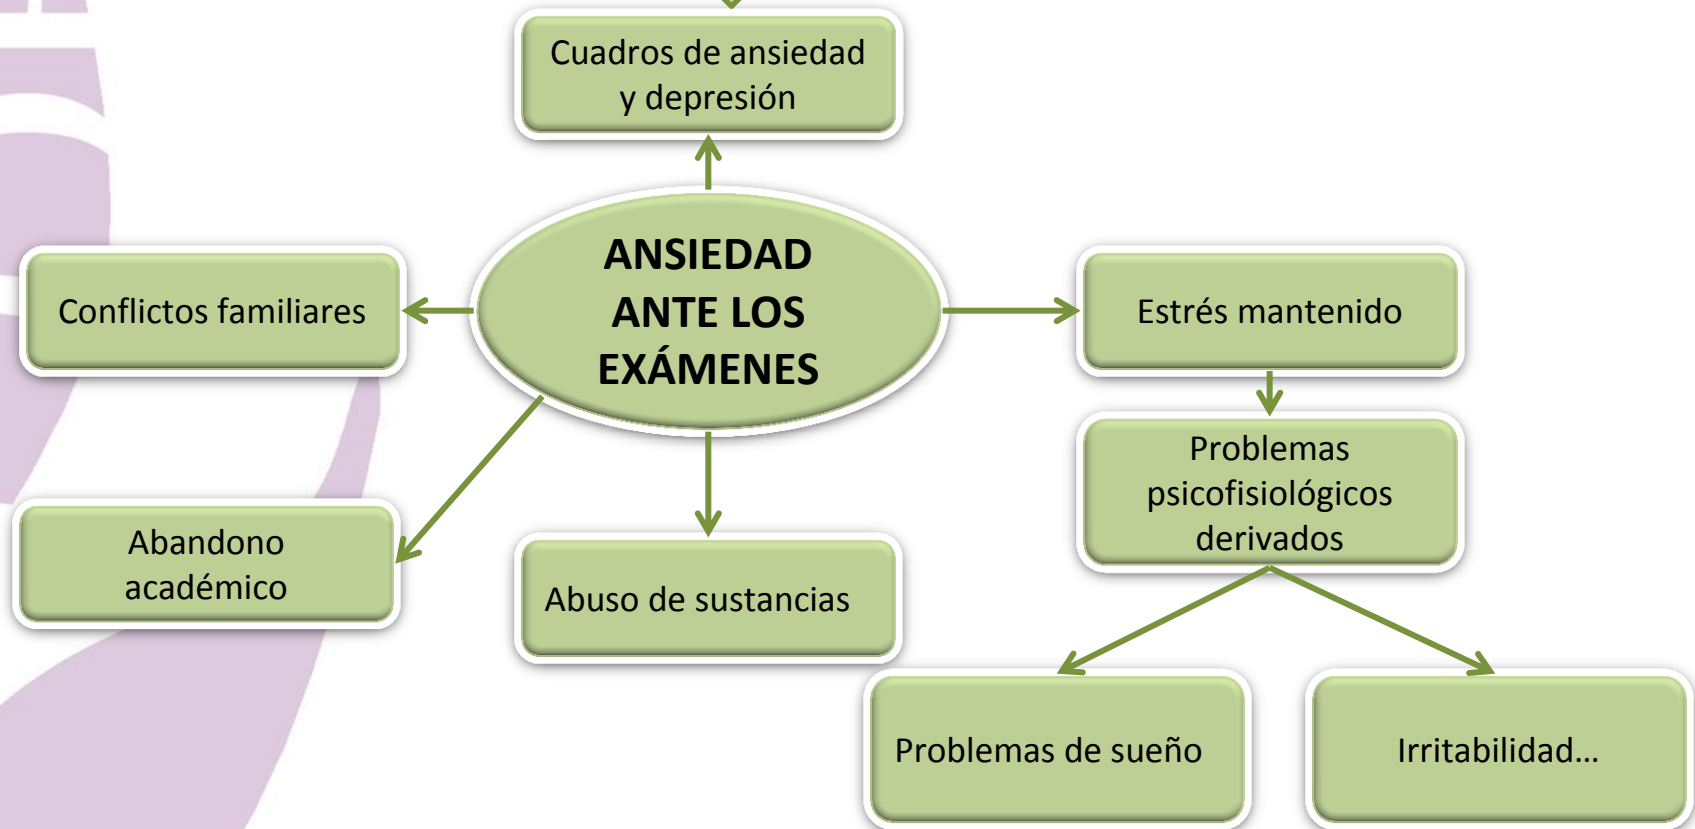 Cuadros de ansiedad
y depresión
ANSIEDAD
ANTE LOS
EXÁMENES
Conflictos familiares
Estrés mantenido
Problemas
psicofisiológicos
derivados
Abandono
académico
Abuso de sustancias
Problemas de sueño
Irritabilidad...